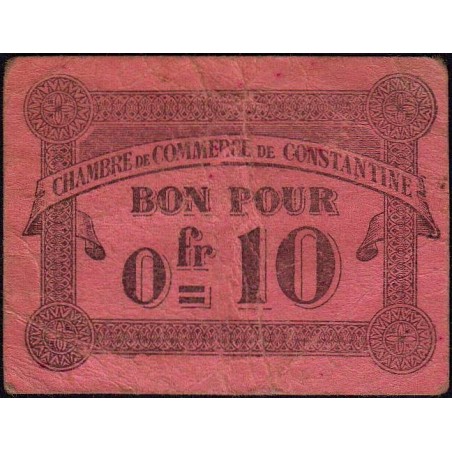 CHAMBRE DE COMMERCE DE CONSTANTINE
BON POUR
0fr=10